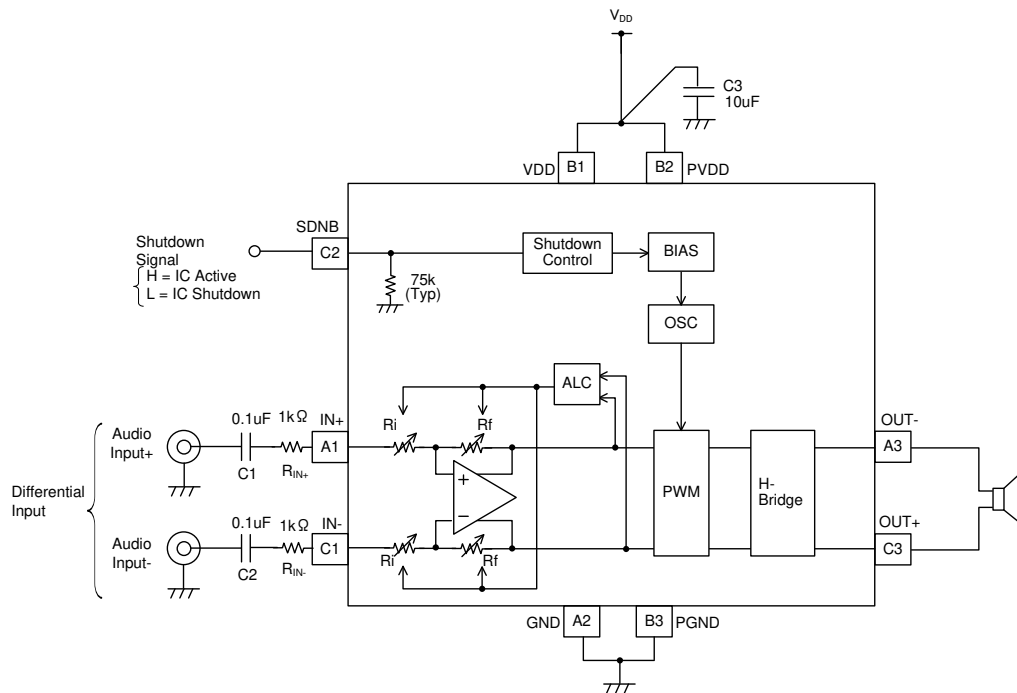 VDD
C3
10uF
VDD
B1
B2
PVDD
SDNB
C2
Shutdown
Signal
H = IC Active
L = IC Shutdown
75k
(Typ)
Shutdown
Control
BIAS
OSC
ALC
Differential
Input
Audio
Input+
0.1uF
C1
1kΩ
RIN+
IN+
A1
Ri
Rf
+
−
PWM
H-
Bridge
OUT-
A3
OUT+
C3
Audio
Input-
0.1uF
C2
1kΩ
RIN-
IN-
C1
Ri
Rf
GND
A2
B3
PGND